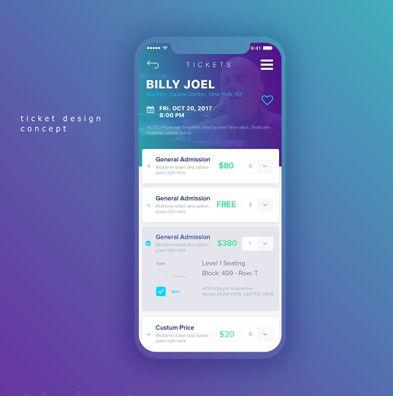 ticket design
concept
9:41
TICKETS
BILLY JOEL
Madison Square Garden, New York, NY
FRI. OCT 20, 2017
8:00 PM
NOTE: Prices set by sellers, may be over face-value. Seats are
together, unless noted.
General Admission $80 0
Multiline ticket description
goes right here
General Admission FREE 3
Multiline ticket description
goes right here
General Admission $380 1
Multiline ticket description
goes right here
Type
Level 1 Seating
Block: 409 - Row: T
+100% Buyer Guarantee
Notes: REAR VIEW, LIMITED VIEW
Custum Price $20 0
Multiline ticket description
goes right here